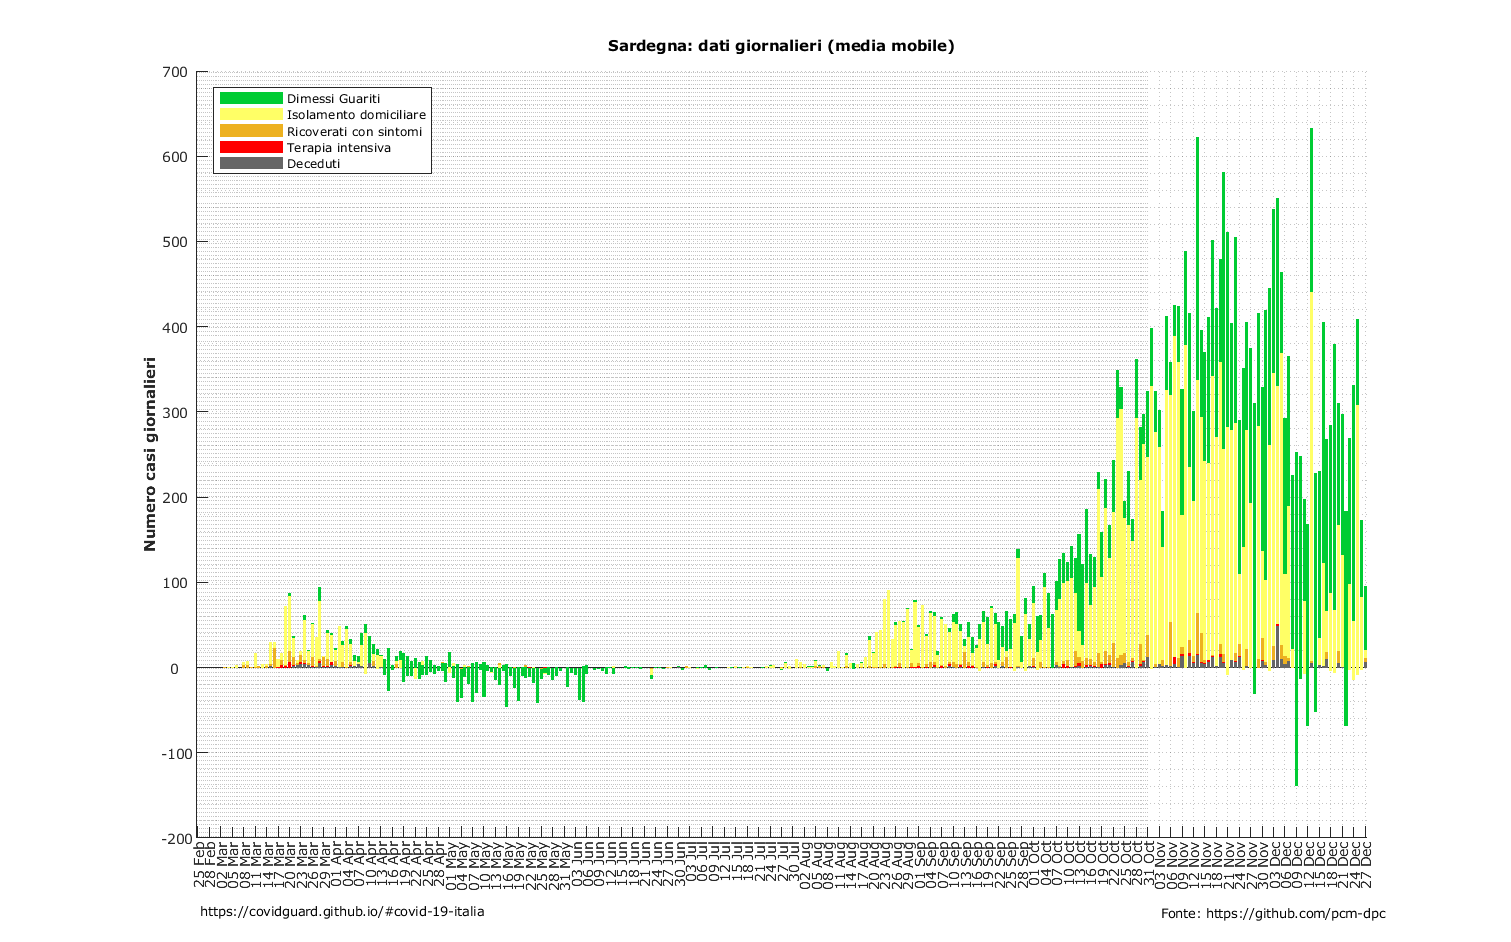 Sardegna: dati giornalieri (media mobile)
700
600
500
400
300
200
100
0
-100
-200
Numero casi giornalieri
Dimessi Guariti
Isolamento domiciliare
Ricoverati con sintomi
Terapia intensiva
Deceduti
25 Feb
28 Feb
02 Mar
05 Mar
08 Mar
11 Mar
14 Mar
17 Mar
20 Mar
23 Mar
26 Mar
29 Mar
01 Apr
04 Apr
07 Apr
10 Apr
13 Apr
16 Apr
19 Apr
22 Apr
25 Apr
28 Apr
01 May
04 May
07 May
10 May
13 May
16 May
19 May
22 May
25 May
28 May
31 May
03 Jun
06 Jun
09 Jun
12 Jun
15 Jun
18 Jun
21 Jun
24 Jun
27 Jun
30 Jun
03 Jul
06 Jul
09 Jul
12 Jul
15 Jul
18 Jul
21 Jul
24 Jul
27 Jul
30 Jul
02 Aug
05 Aug
08 Aug
11 Aug
14 Aug
17 Aug
20 Aug
23 Aug
26 Aug
29 Aug
01 Sep
04 Sep
07 Sep
10 Sep
13 Sep
16 Sep
19 Sep
22 Sep
25 Sep
28 Sep
01 Oct
04 Oct
07 Oct
10 Oct
13 Oct
16 Oct
19 Oct
22 Oct
25 Oct
28 Oct
31 Oct
03 Nov
06 Nov
09 Nov
12 Nov
15 Nov
18 Nov
21 Nov
24 Nov
27 Nov
30 Nov
03 Dec
06 Dec
09 Dec
12 Dec
15 Dec
18 Dec
21 Dec
24 Dec
27 Dec
https://covidguard.github.io/#covid-19-italia
Fonte: https://github.com/pcm-dpc